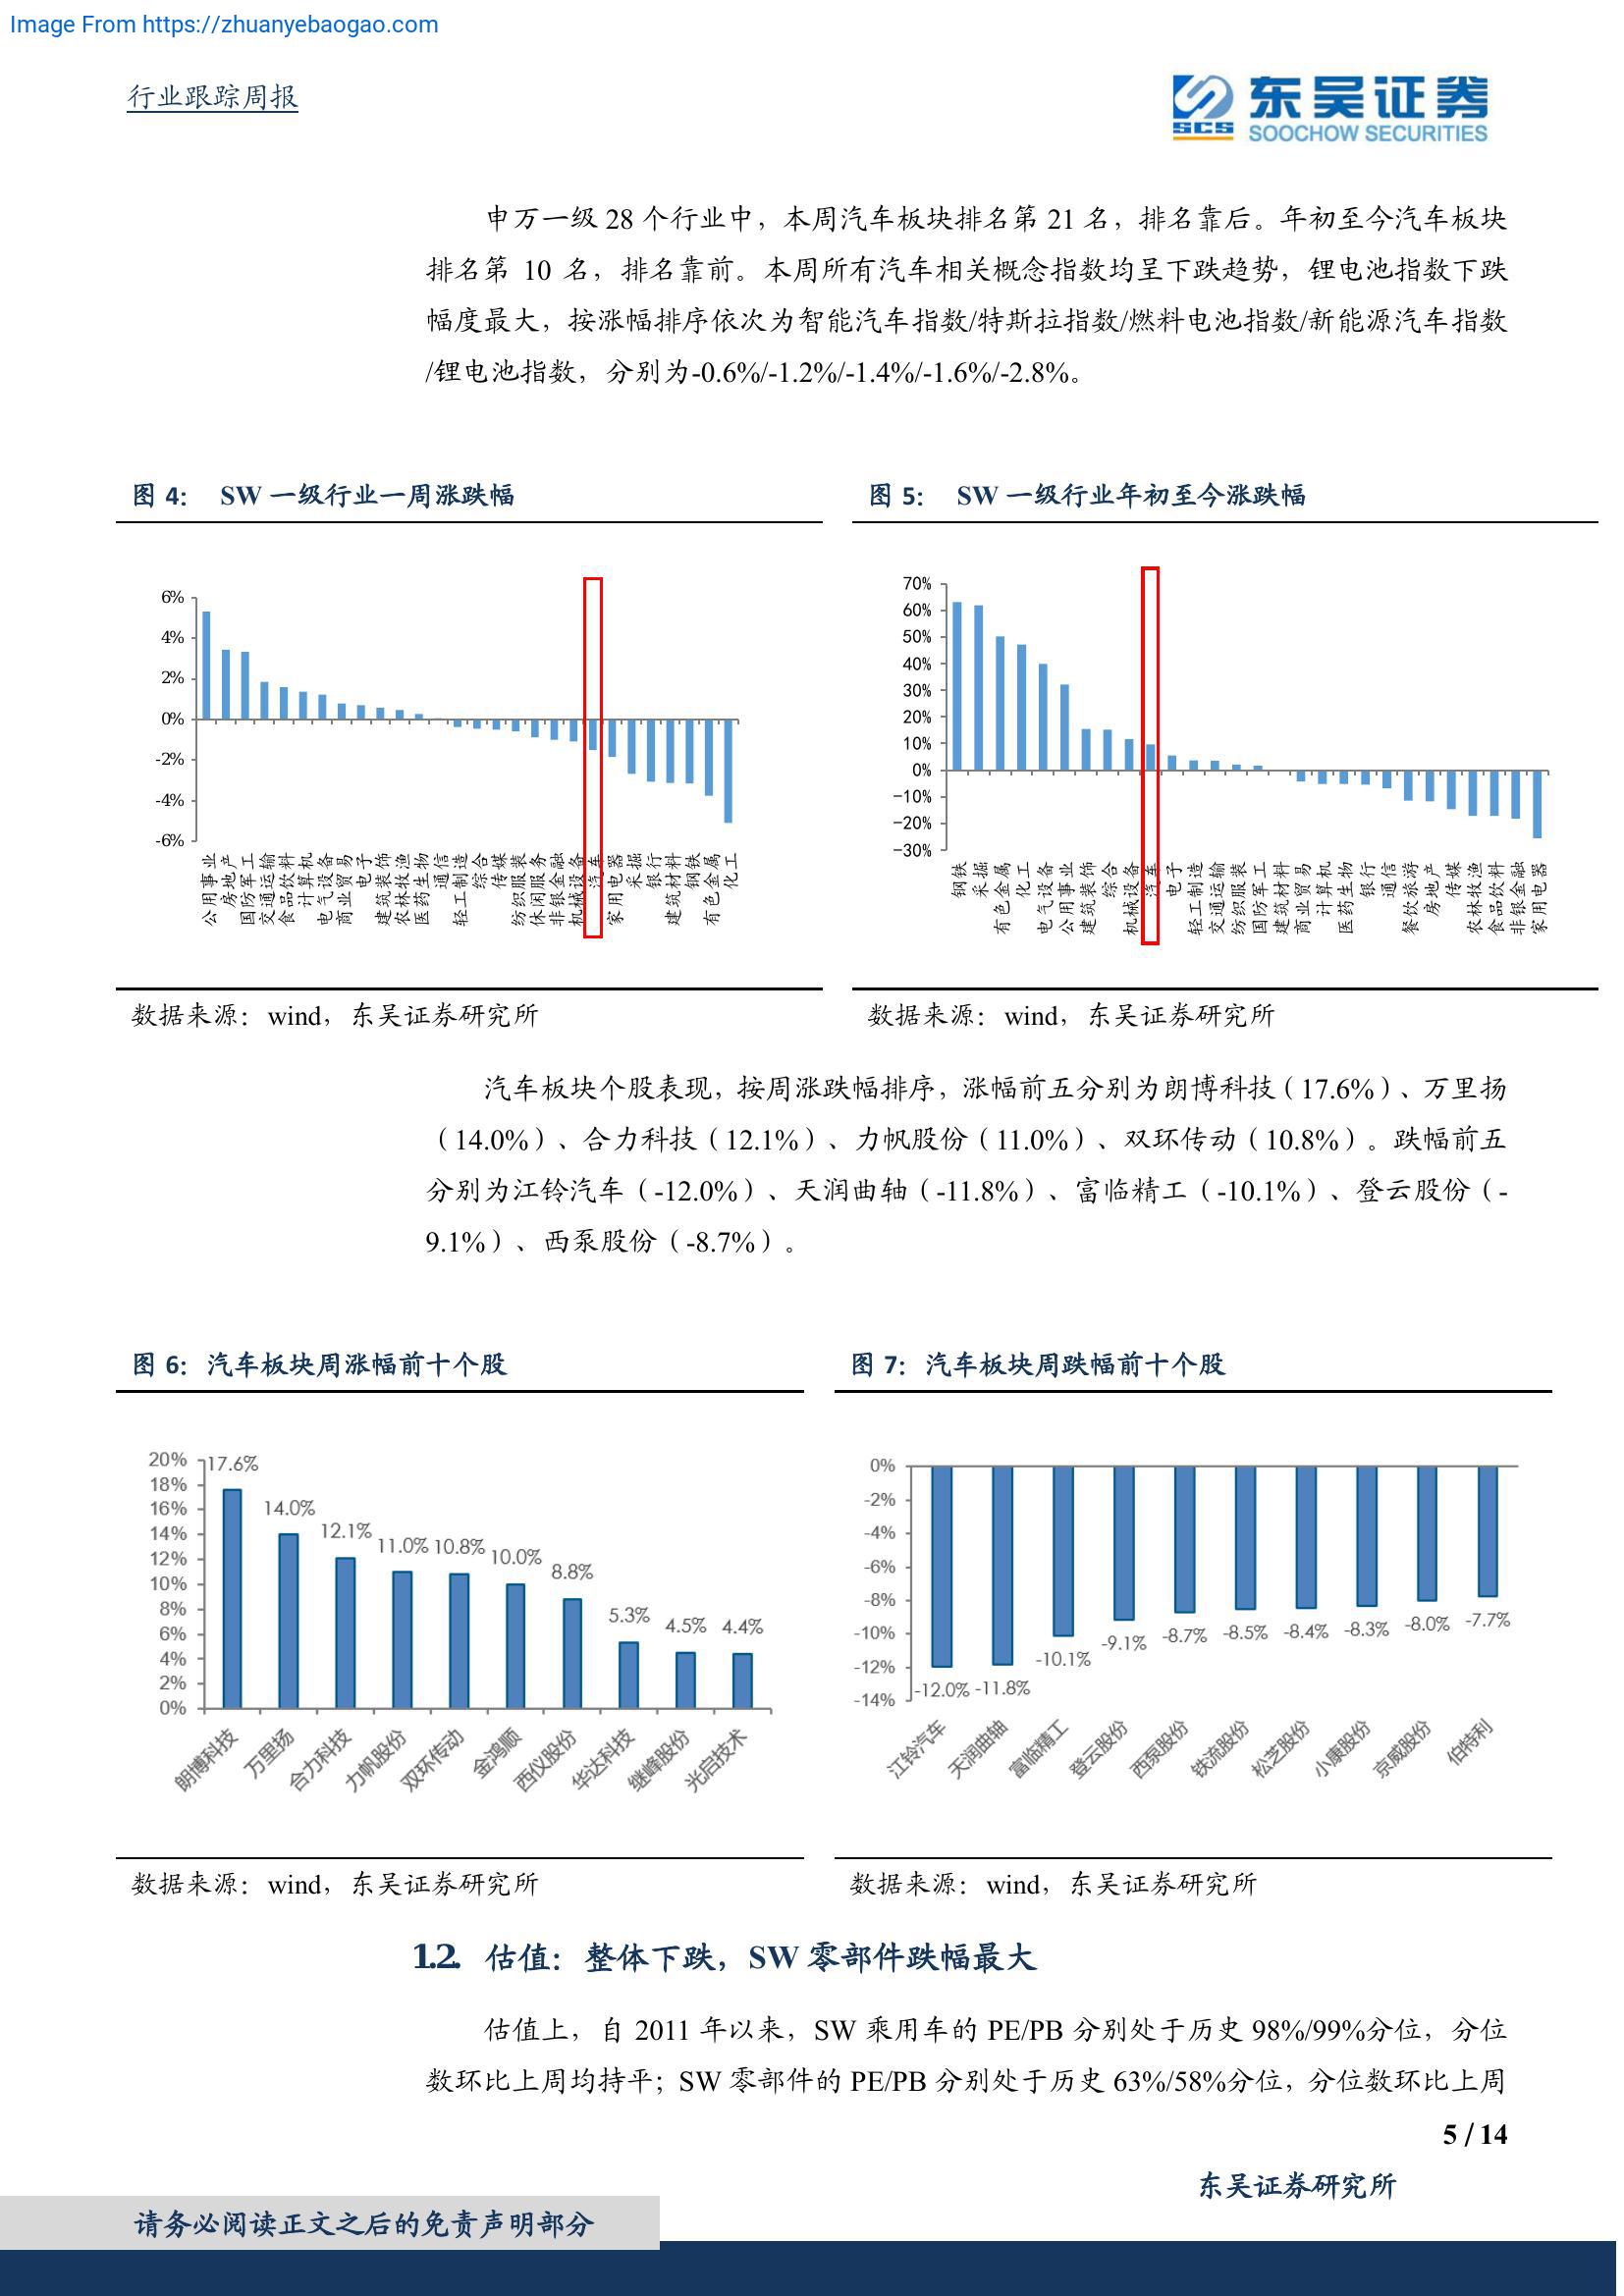 Image From https://zhuanyebaogao.com
行业跟踪周报
东吴证券
SCS
SOOCHOW SECURITIES
申万一级 28 个行业中，本周汽车板块排名第 21 名，排名靠后。年初至今汽车板块
排名第 10 名，排名靠前。本周所有汽车相关概念指数均呈下跌趋势，锂电池指数下跌
幅度最大，按涨幅排序依次为智能汽车指数/特斯拉指数/燃料电池指数/新能源汽车指数
/锂电池指数，分别为-0.6%/-1.2%/-1.4%/-1.6%/-2.8%。
图 4： SW 一级行业一周涨跌幅
6%
4%
2%
0%
-2%
-4%
-6%
公用事业
房地产
国防军工
交通运输
食品饮料
计算机
电气设备
商业贸易
电子
建筑装饰
农林牧渔
医药生物
通信
轻工制造
综合
传媒
纺织服装
休闲服务
非银金融
机械设备
汽车
家用电器
采掘
银行
建筑材料
钢铁
有色金属
化工
数据来源：wind，东吴证券研究所
图 5： SW 一级行业年初至今涨跌幅
70%
60%
50%
40%
30%
20%
10%
0%
-10%
-20%
-30%
钢铁
采掘
有色金属
化工
电气设备
公用事业
建筑装饰
综合
机械设备
汽车
电子
轻工制造
交通运输
纺织服装
国防军工
建筑材料
商业贸易
计算机
医药生物
银行
通信
餐饮旅游
房地产
传媒
农林牧渔
食品饮料
非银金融
家用电器
数据来源：wind，东吴证券研究所
汽车板块个股表现，按周涨跌幅排序，涨幅前五分别为朗博科技（17.6%）、万里扬
（14.0%）、合力科技（12.1%）、力帆股份（11.0%）、双环传动（10.8%）。跌幅前五
分别为江铃汽车（-12.0%）、天润曲轴（-11.8%）、富临精工（-10.1%）、登云股份（-
9.1%）、西泵股份（-8.7%）。
图 6：汽车板块周涨幅前十个股
20%
18%
16%
14%
12%
10%
8%
6%
4%
2%
0%
17.6%
14.0%
12.1%
11.0%
10.8%
10.0%
8.8%
5.3%
4.5%
4.4%
朗博科技
万里扬
合力科技
力帆股份
双环传动
金鸿顺
西仪股份
华达科技
继峰股份
光启技术
数据来源：wind，东吴证券研究所
图 7：汽车板块周跌幅前十个股
0%
-2%
-4%
-6%
-8%
-10%
-12%
-14%
-12.0%
-11.8%
-10.1%
-9.1%
-8.7%
-8.5%
-8.4%
-8.3%
-8.0%
-7.7%
江铃汽车
天润曲轴
富临精工
登云股份
西泵股份
铁流股份
松芝股份
小康股份
京威股份
伯特利
数据来源：wind，东吴证券研究所
1.2. 估值：整体下跌，SW 零部件跌幅最大
估值上，自 2011 年以来，SW 乘用车的 PE/PB 分别处于历史 98%/99%分位，分位
数环比上周均持平；SW 零部件的 PE/PB 分别处于历史 63%/58%分位，分位数环比上周
5 / 14
东吴证券研究所
请务必阅读正文之后的免责声明部分